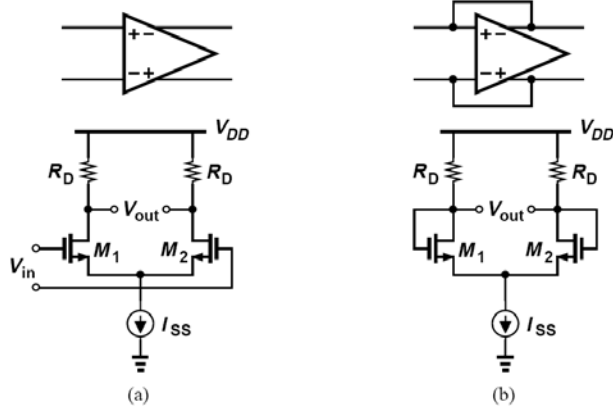 + −
− +
+ −
− +
V_DD
R_D R_D
V_out
V_in
M_1 M_2
I_SS
(a)
V_DD
R_D R_D
V_out
M_1 M_2
I_SS
(b)